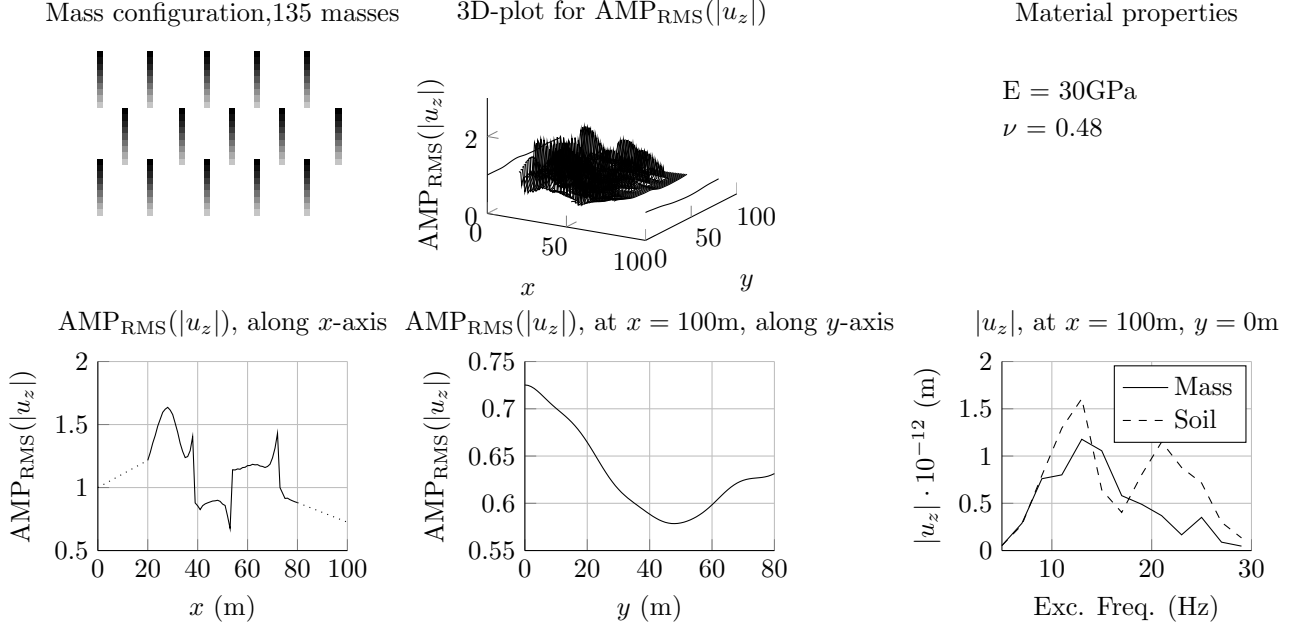 Mass configuration,135 masses
3D-plot for AMP_RMS(|u_z|)
AMP_RMS(|u_z|)
2
0
0
50
100
x
0
50
100
y
Material properties
E = 30GPa
ν = 0.48
AMP_RMS(|u_z|), along x-axis
AMP_RMS(|u_z|)
2
1.5
1
0.5
0 20 40 60 80 100
x (m)
AMP_RMS(|u_z|), at x = 100m, along y-axis
AMP_RMS(|u_z|)
0.75
0.7
0.65
0.6
0.55
0 20 40 60 80
y (m)
|u_z|, at x = 100m, y = 0m
|u_z| · 10^−12 (m)
2
1.5
1
0.5
0
10 20 30
Exc. Freq. (Hz)
Mass
Soil